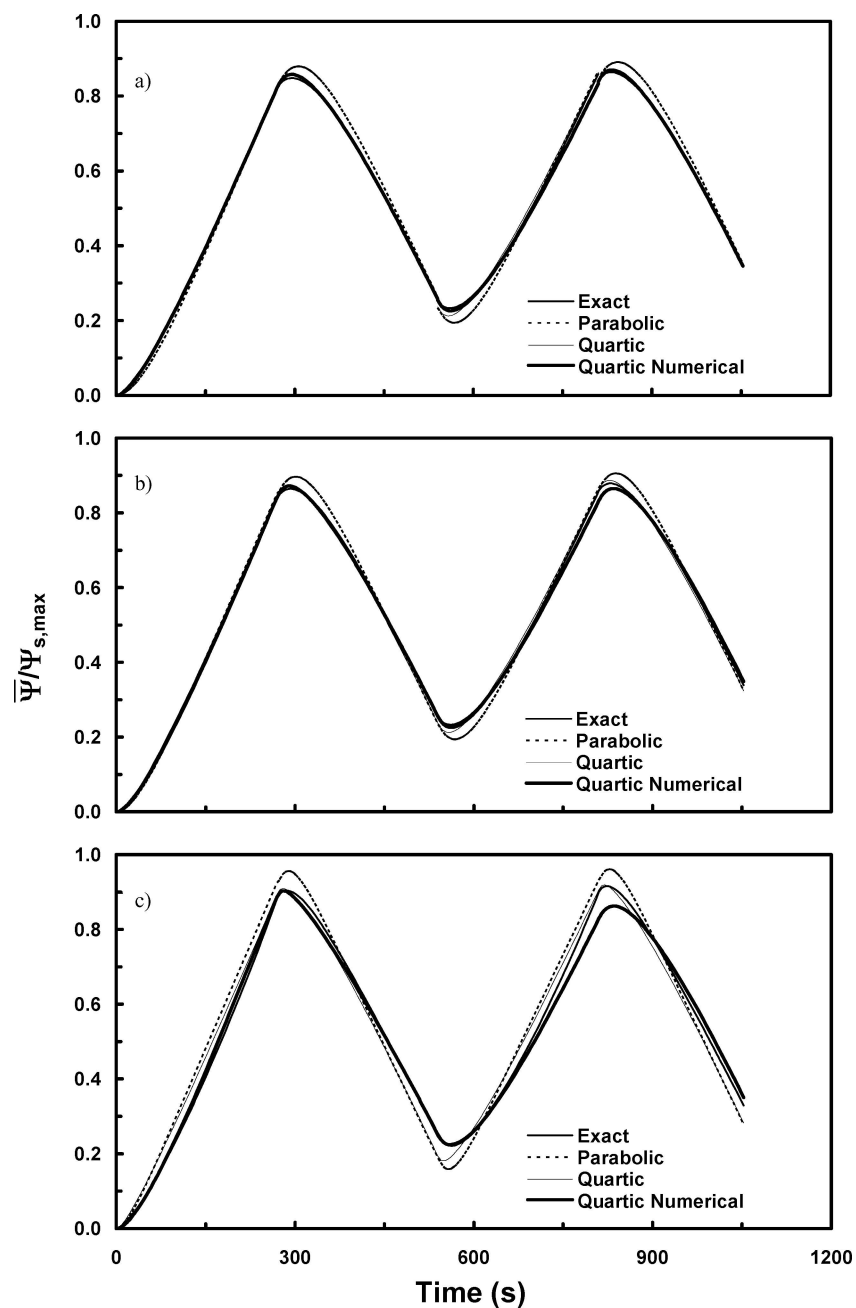 1.0
a)
0.8
0.6
0.4
0.2
0.0
Exact
Parabolic
Quartic
Quartic Numerical
1.0
b)
0.8
0.6
0.4
0.2
0.0
Exact
Parabolic
Quartic
Quartic Numerical
Ψ̅/Ψs,max
1.0
c)
0.8
0.6
0.4
0.2
0.0
Exact
Parabolic
Quartic
Quartic Numerical
0 300 600 900 1200
Time (s)